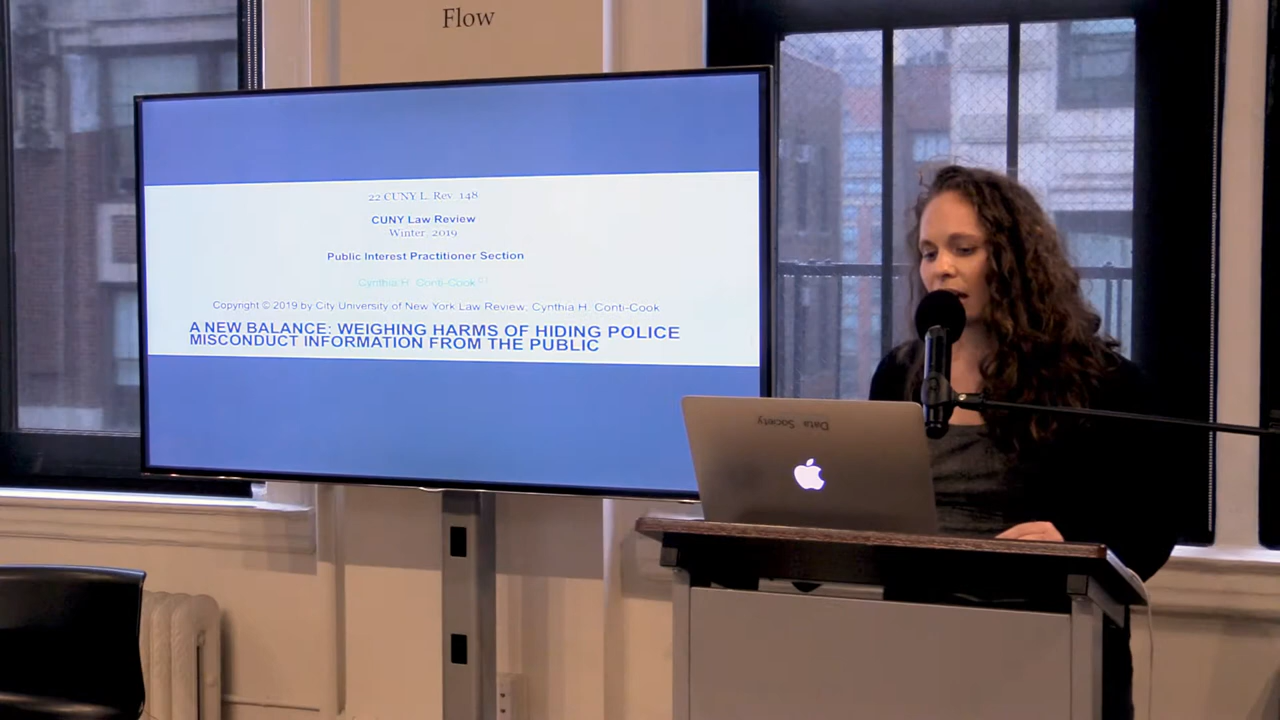 Flow
22 CUNY L. Rev. 148
CUNY Law Review
Winter, 2019
Public Interest Practitioner Section
Cynthia H. Conti-Cook
Copyright © 2019 by City University of New York Law Review; Cynthia H. Conti-Cook
A NEW BALANCE: WEIGHING HARMS OF HIDING POLICE
MISCONDUCT INFORMATION FROM THE PUBLIC
Data Society